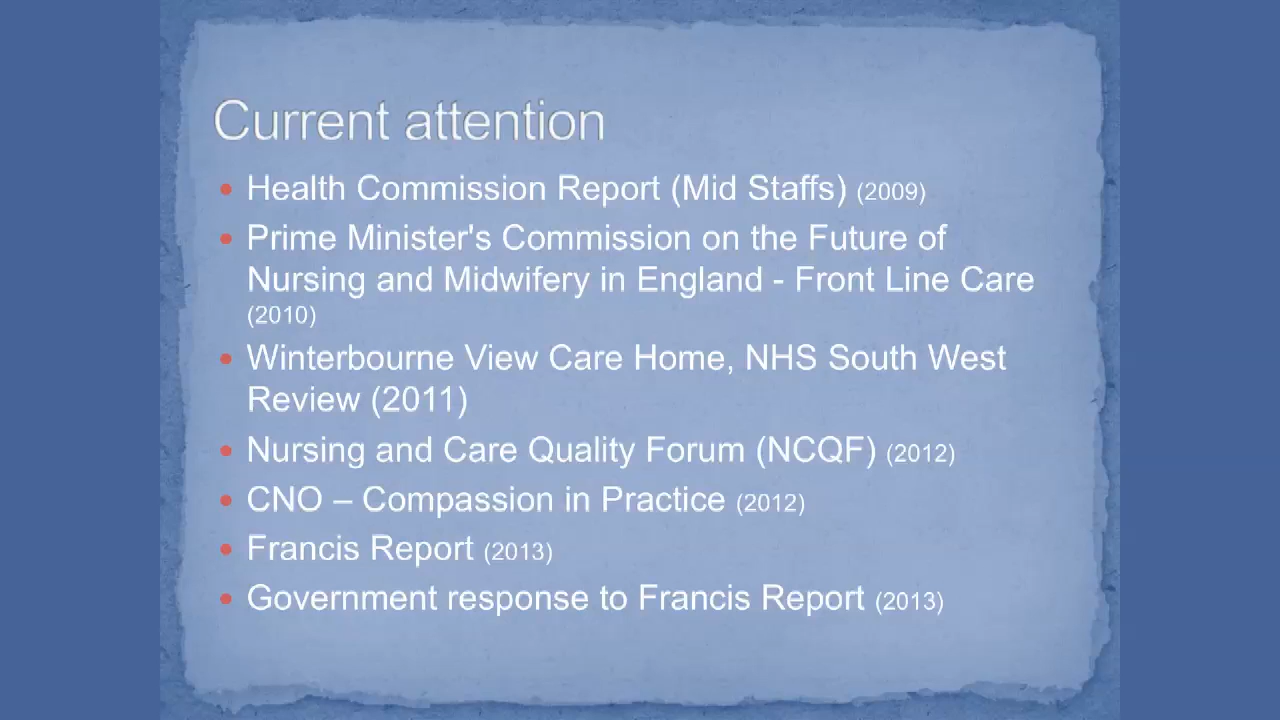 Current attention
• Health Commission Report (Mid Staffs) (2009)
• Prime Minister's Commission on the Future of
Nursing and Midwifery in England - Front Line Care
(2010)
• Winterbourne View Care Home, NHS South West
Review (2011)
• Nursing and Care Quality Forum (NCQF) (2012)
• CNO – Compassion in Practice (2012)
• Francis Report (2013)
• Government response to Francis Report (2013)